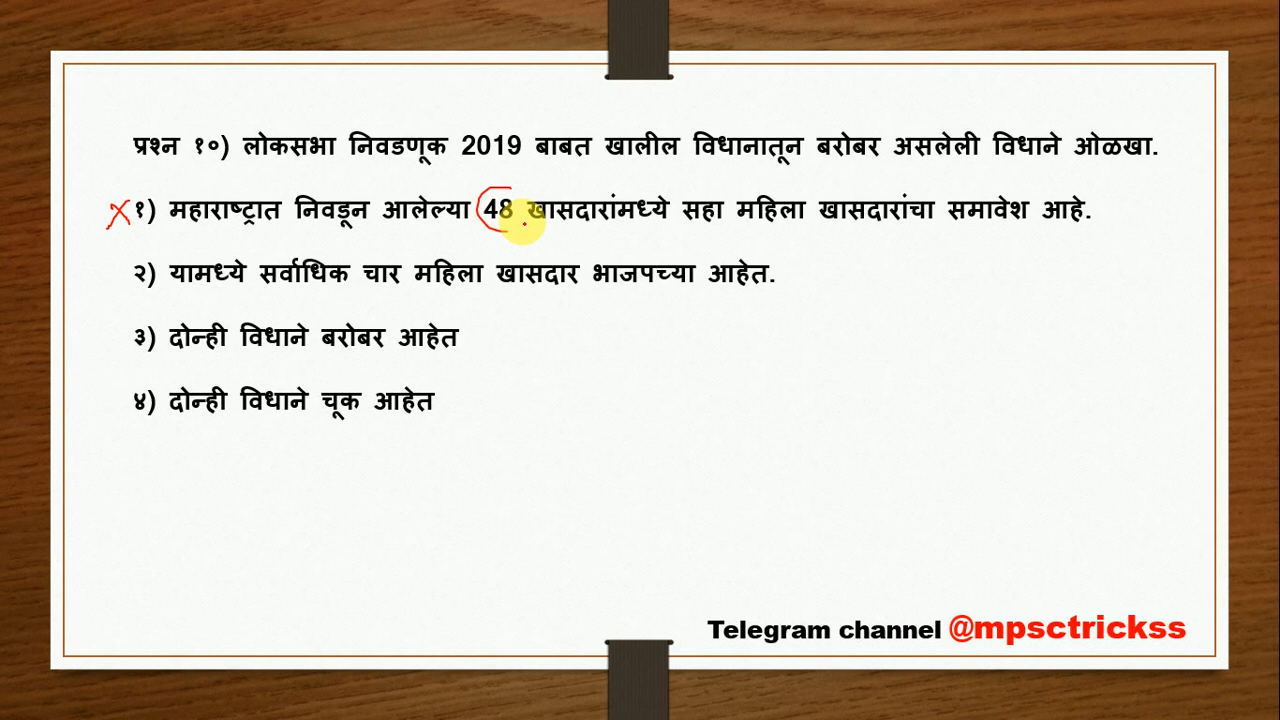 प्रश्न १०) लोकसभा निवडणूक 2019 बाबत खालील विधानातून बरोबर असलेली विधाने ओळखा.
१) महाराष्ट्रात निवडून आलेल्या 48 खासदारांमध्ये सहा महिला खासदारांचा समावेश आहे.
२) यामध्ये सर्वाधिक चार महिला खासदार भाजपच्या आहेत.
३) दोन्ही विधाने बरोबर आहेत
४) दोन्ही विधाने चूक आहेत
Telegram channel @mpsctrickss